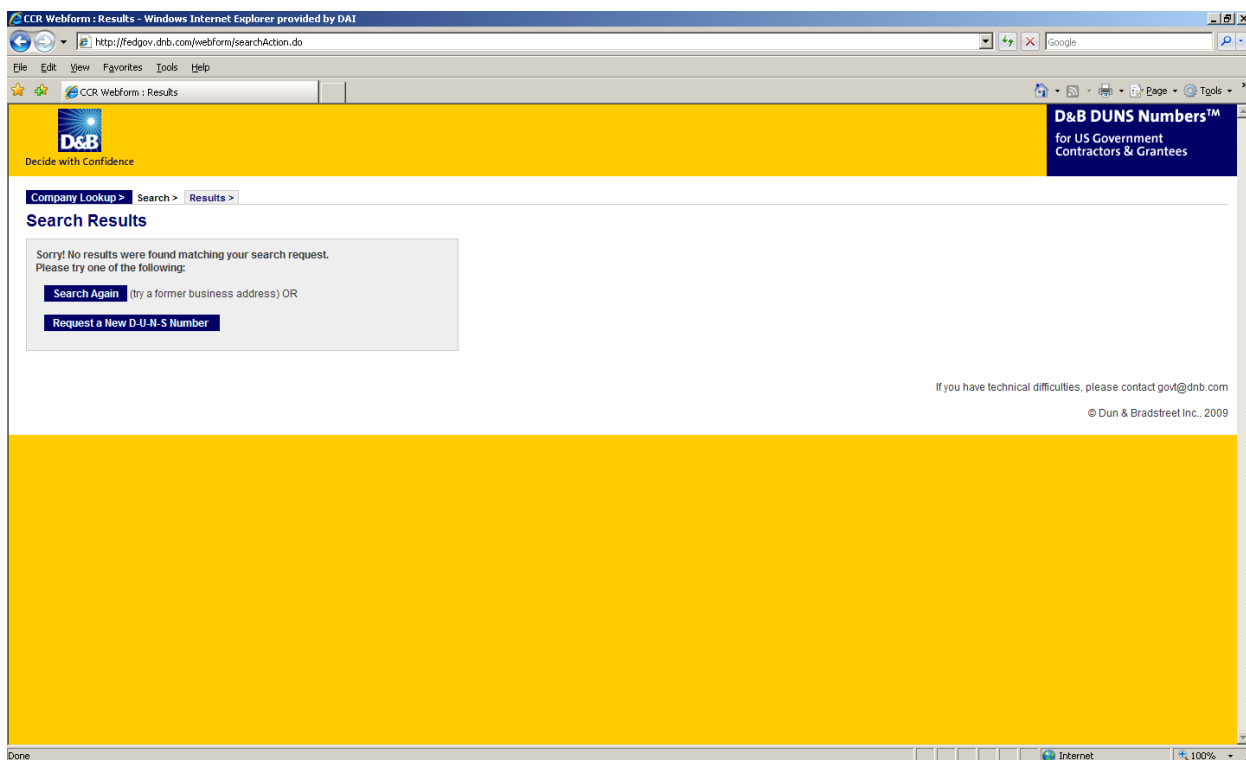 CCR Webform : Results - Windows Internet Explorer provided by DAI
http://fedgov.dnb.com/webform/searchAction.do
Google
File Edit View Favorites Tools Help
CCR Webform : Results
Page Tools
D&B
Decide with Confidence
D&B DUNS Numbers™
for US Government
Contractors & Grantees
Company Lookup > Search > Results >
Search Results
Sorry! No results were found matching your search request.
Please try one of the following:
Search Again (try a former business address) OR
Request a New D-U-N-S Number
If you have technical difficulties, please contact govt@dnb.com
© Dun & Bradstreet Inc., 2009
Done Internet 100%